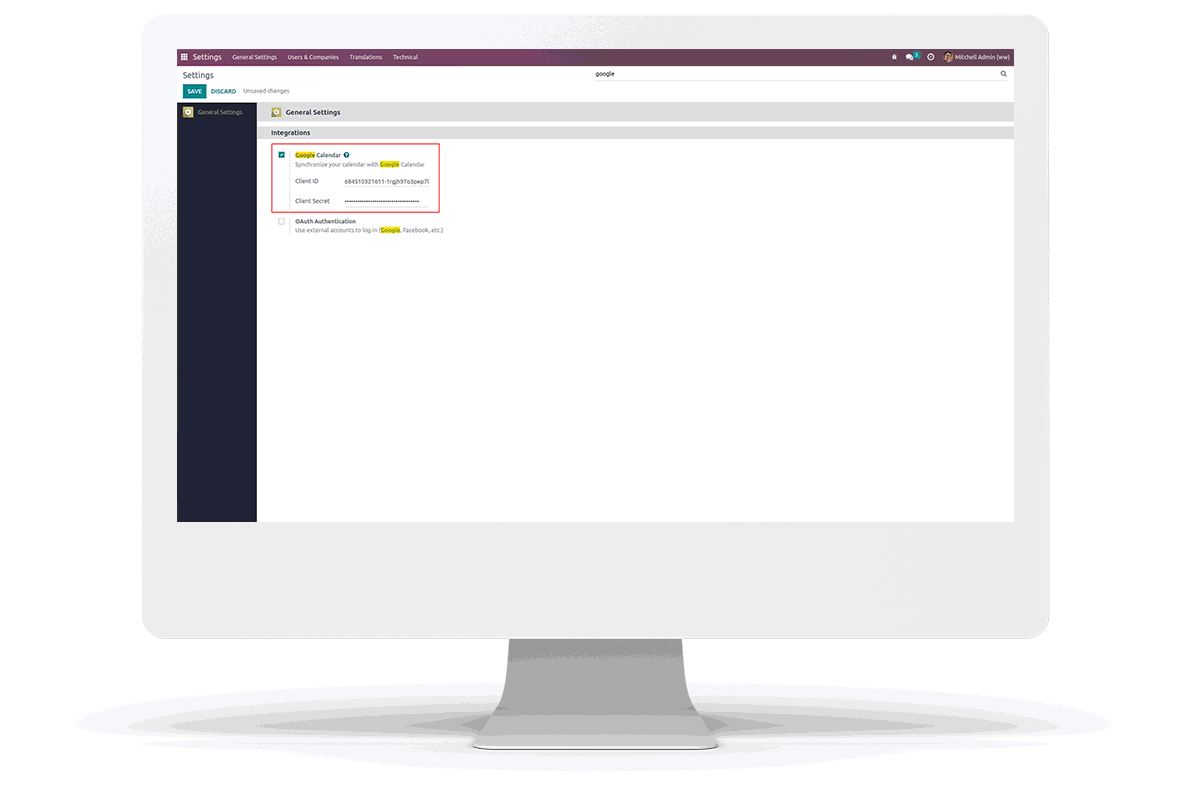 Settings General Settings Users & Companies Translations Technical 5 Mitchell Admin (ww)
Settings google
SAVE DISCARD Unsaved changes
General Settings
General Settings
Integrations
Google Calendar ?
Synchronize your calendar with Google Calendar
Client ID 684510321611-1rgjh97o3pep7l
Client Secret ••••••••••••••••••••••••••••••••••
OAuth Authentication
Use external accounts to log in (Google, Facebook, etc.)